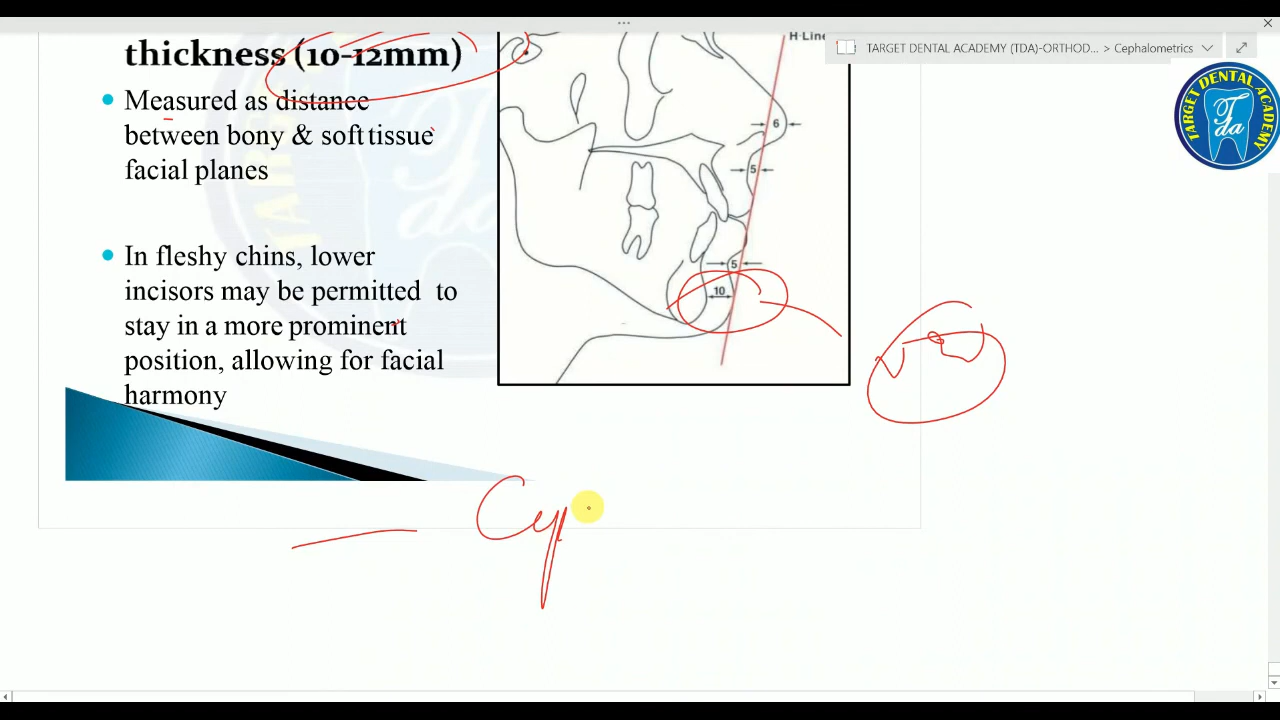 H-Line
TARGET DENTAL ACADEMY (TDA)-ORTHOT... > Cephalometrics
thickness (10-12mm)
Measured as distance
between bony & soft tissue
facial planes
In fleshy chins, lower
incisors may be permitted to
stay in a more prominent
position, allowing for facial
harmony
6
5
5
10
TARGET DENTAL ACADEMY
Tda